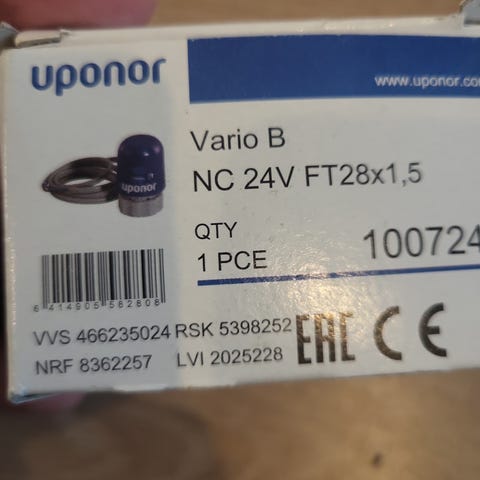 uponor
www.uponor.co
Vario B
NC 24V FT28x1,5
uponor
QTY
1 PCE
100724
6 414905 562808
VVS 466235024 RSK 5398252
NRF 8362257 LVI 2025228
EAC CE